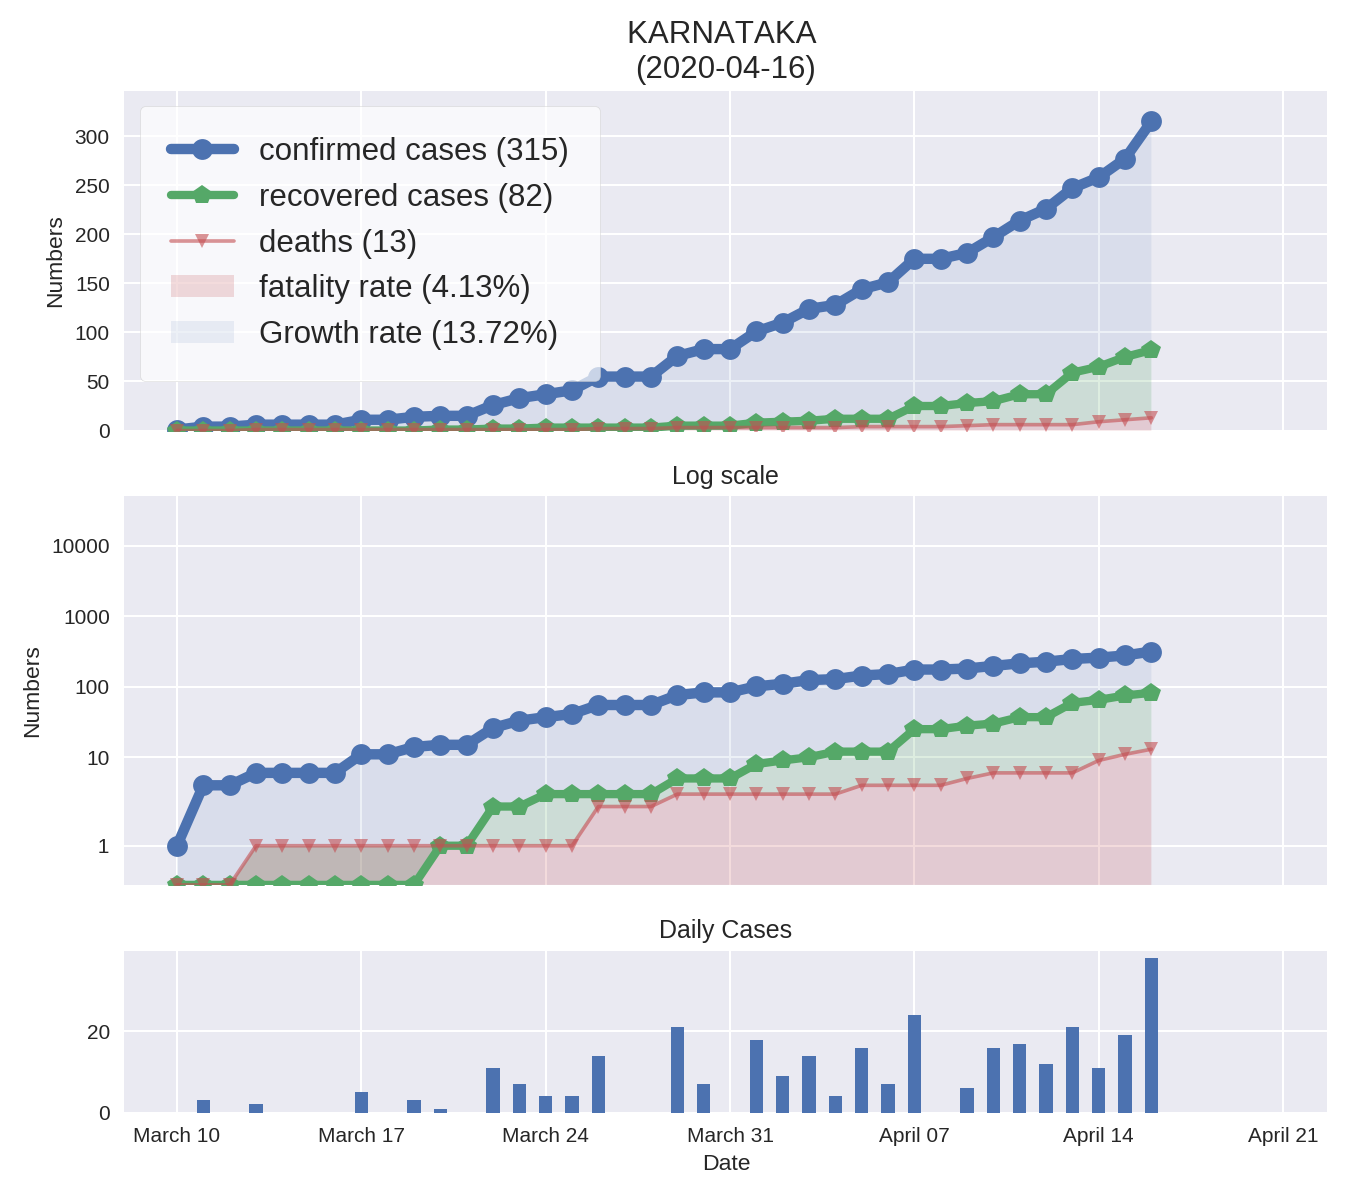 KARNATAKA
(2020-04-16)
300
250
200
150
100
50
0
Numbers
confirmed cases (315)
recovered cases (82)
deaths (13)
fatality rate (4.13%)
Growth rate (13.72%)
Log scale
10000
1000
100
10
1
Numbers
Daily Cases
20
0
March 10 March 17 March 24 March 31 April 07 April 14 April 21
Date